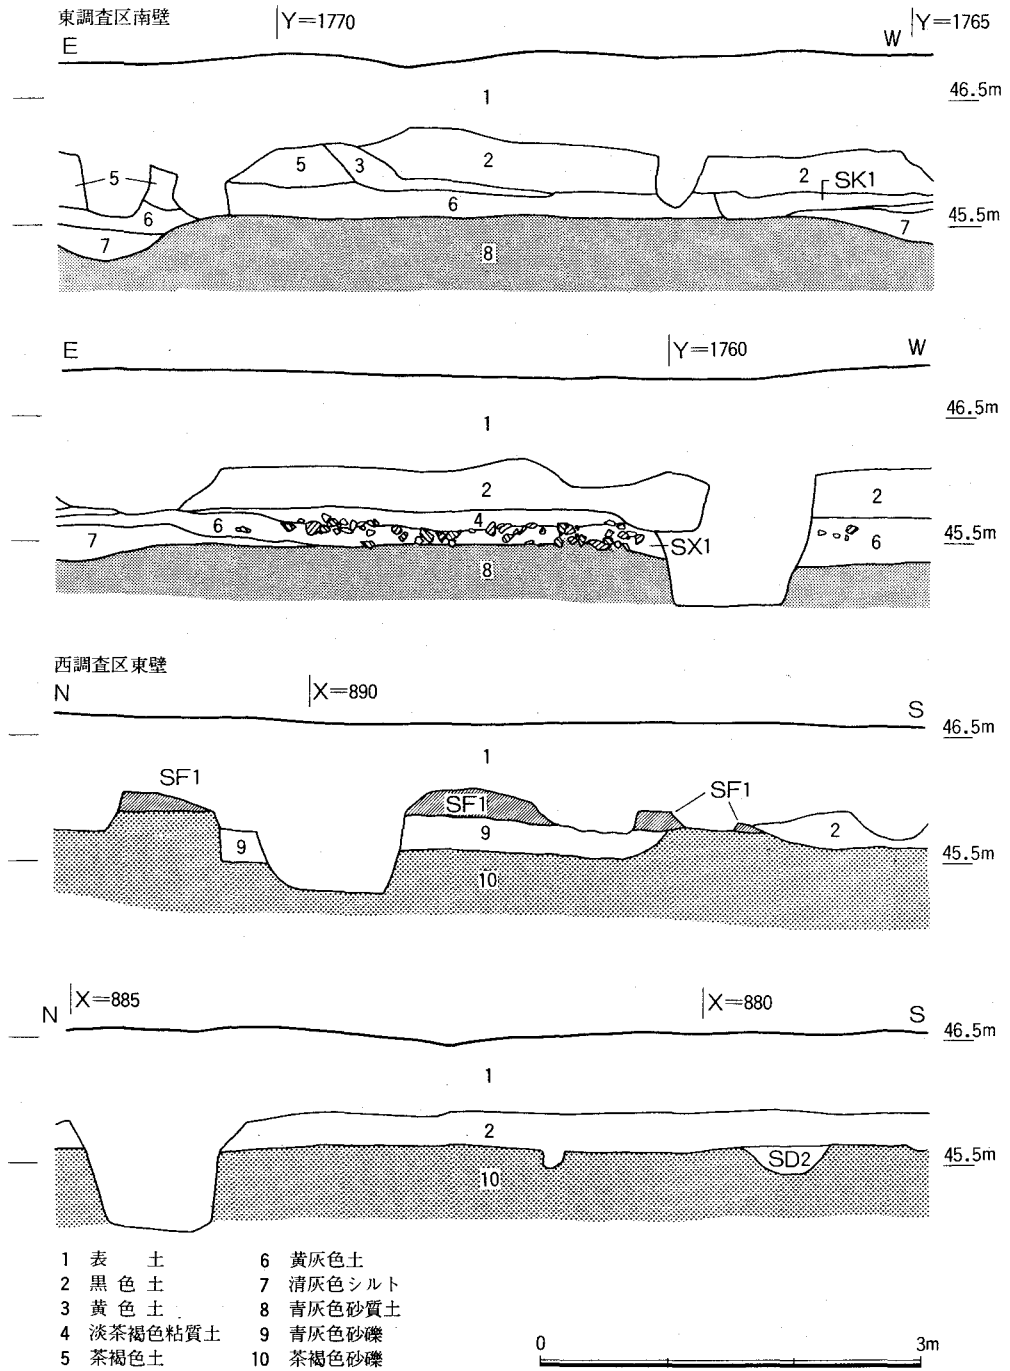 東調査区南壁
Y=1770
Y=1765
E
W
46.5m
1
5
3
2
2
SK1
5
6
6
45.5m
7
7
8
E
Y=1760
W
46.5m
1
2
2
4
6
6
45.5m
7
SX1
8
西調査区東壁
N
X=890
S
46.5m
1
SF1
SF1
SF1
2
9
9
45.5m
10
N
X=885
X=880
S
46.5m
1
2
SD2
45.5m
10
1 表土
2 黒色土
3 黄色土
4 淡茶褐色粘質土
5 茶褐色土
6 黄灰色土
7 清灰色シルト
8 青灰色砂質土
9 青灰色砂礫
10 茶褐色砂礫
0 3m